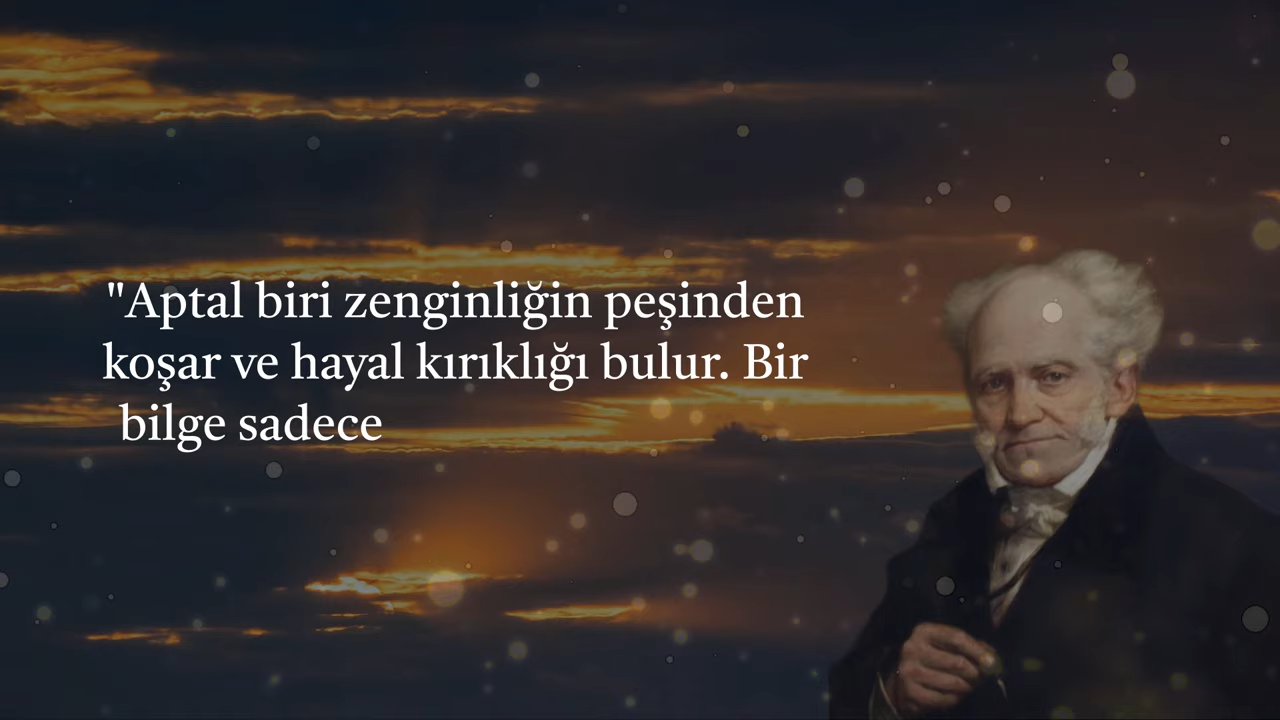 "Aptal biri zenginliğin peşinden
koşar ve hayal kırıklığı bulur. Bir
bilge sadece